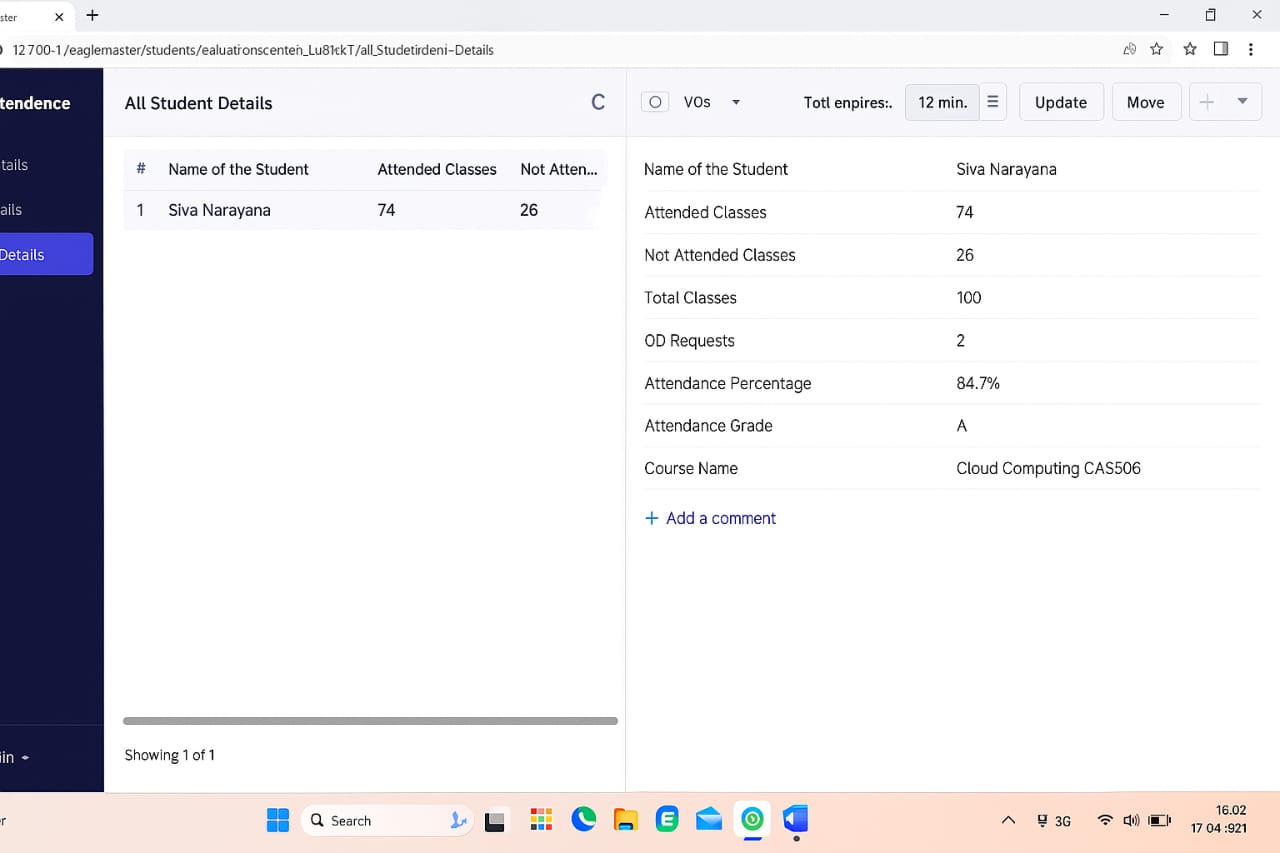 ster
12 700-1/eaglemaster/students/ealuationscenten_Lu81ckT/all_Studetirdeni-Details
tendence
tails
ails
Details
iin
All Student Details
# Name of the Student Attended Classes Not Atten...
1 Siva Narayana 74 26
Showing 1 of 1
VOs Totl enpires:. 12 min. Update Move
Name of the Student Siva Narayana
Attended Classes 74
Not Attended Classes 26
Total Classes 100
OD Requests 2
Attendance Percentage 84.7%
Attendance Grade A
Course Name Cloud Computing CAS506
+ Add a comment
er
Search
3G
16.02
17 04 :921